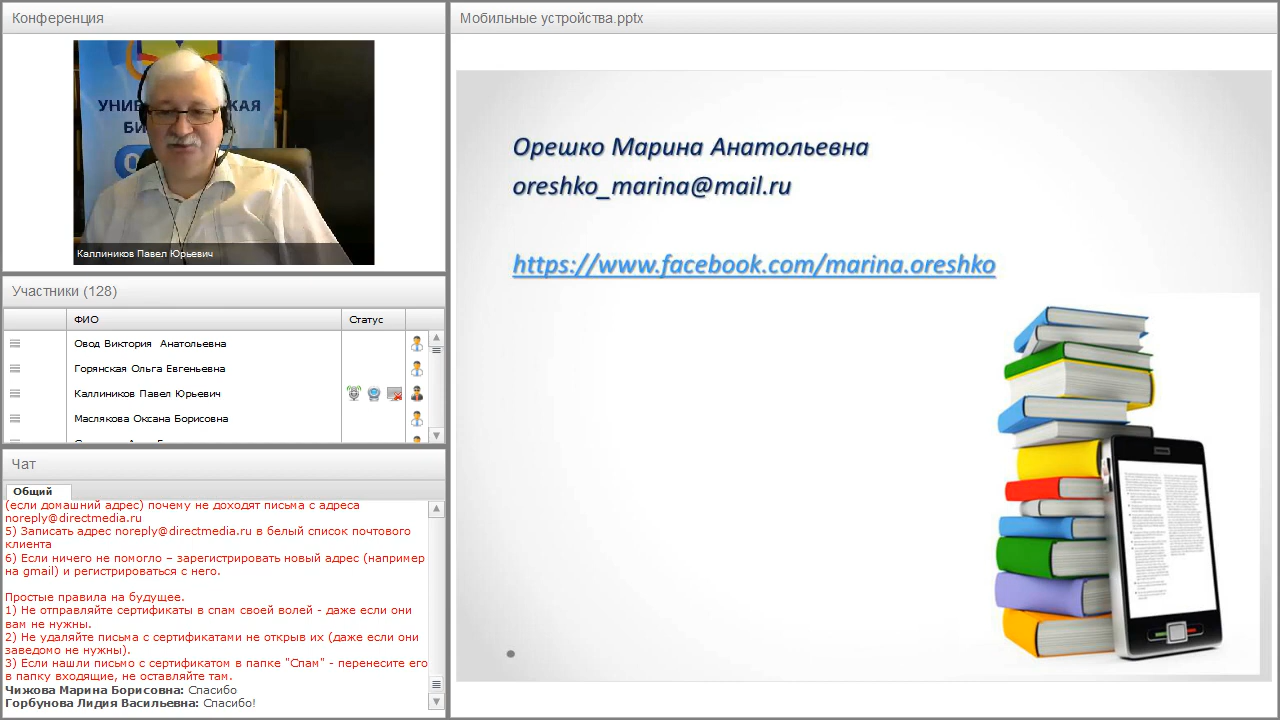 Конференция
Каллиников Павел Юрьевич
Участники (128)
ФИО
Статус
Овод Виктория Анатольевна
Горянская Ольга Евгеньевна
Каллиников Павел Юрьевич
Маслякова Оксана Борисовна
Чат
Общий
(если домашний адрес) почему не доходят письма с адреса
noreply@directmedia.ru
5) Записать адрес noreply@directmedia.ru в белый список почтового
клиента
6) Если ничего не помогло – завести другой почтовый ящик (например
на Gmail) и регистрироваться с него.
Простые правила на будущее.
1) Не отправляйте сертификаты в спам своей волей - даже если они
вам не нужны.
2) Не удаляйте письма с сертификатами не открыв их (даже если они
заведомо не нужны).
3) Если нашли письмо с сертификатом в папке "Спам" - перенесите его
в папку входящие, не оставляйте там.
Чижова Марина Борисовна: Спасибо
Горбунова Лидия Васильевна: Спасибо!
Мобильные устройства.pptx
Орешко Марина Анатольевна
oreshko_marina@mail.ru
https://www.facebook.com/marina.oreshko